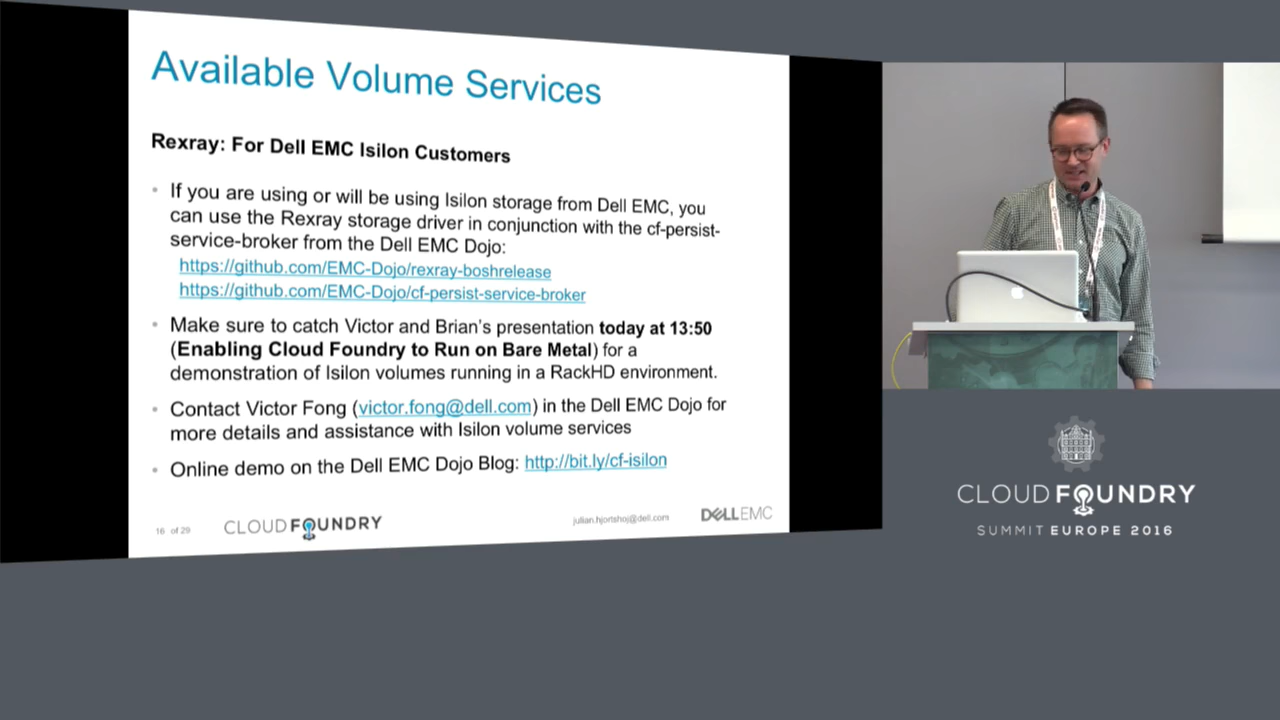 Available Volume Services
Rexray: For Dell EMC Isilon Customers
If you are using or will be using Isilon storage from Dell EMC, you
can use the Rexray storage driver in conjunction with the cf-persist-
service-broker from the Dell EMC Dojo:
https://github.com/EMC-Dojo/rexray-boshrelease
https://github.com/EMC-Dojo/cf-persist-service-broker
Make sure to catch Victor and Brian's presentation today at 13:50
(Enabling Cloud Foundry to Run on Bare Metal) for a
demonstration of Isilon volumes running in a RackHD environment.
Contact Victor Fong (victor.fong@dell.com) in the Dell EMC Dojo for
more details and assistance with Isilon volume services
Online demo on the Dell EMC Dojo Blog: http://bit.ly/cf-isilon
16 of 29
CLOUD FOUNDRY
julian.hjortshoj@dell.com
DELLEMC
CLOUD FOUNDRY
SUMMIT EUROPE 2016